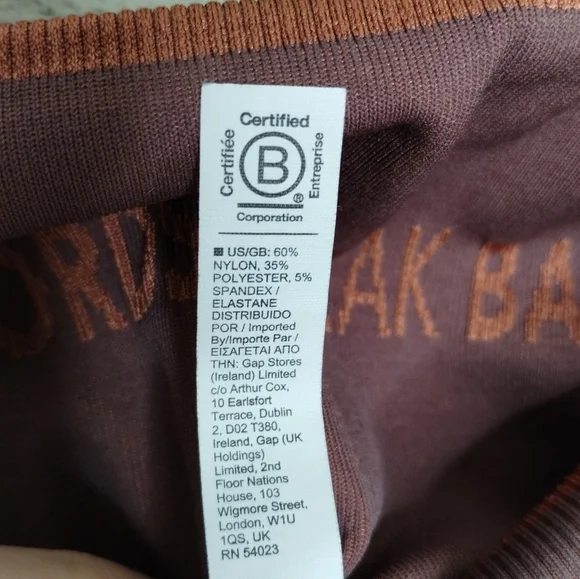 Certified
Certifiée
B
Entreprise
®
Corporation
US/GB: 60%
NYLON, 35%
POLYESTER, 5%
SPANDEX /
ELASTANE
DISTRIBUIDO
POR / Imported
By/Importe Par /
ΕΙΣΑΓΕΤΑΙ ΑΠΟ
ΤΗΝ: Gap Stores
(Ireland) Limited
c/o Arthur Cox,
10 Earlsfort
Terrace, Dublin
2, D02 T380,
Ireland, Gap (UK
Holdings)
Limited, 2nd
Floor Nations
House, 103
Wigmore Street,
London, W1U
1QS, UK
RN 54023